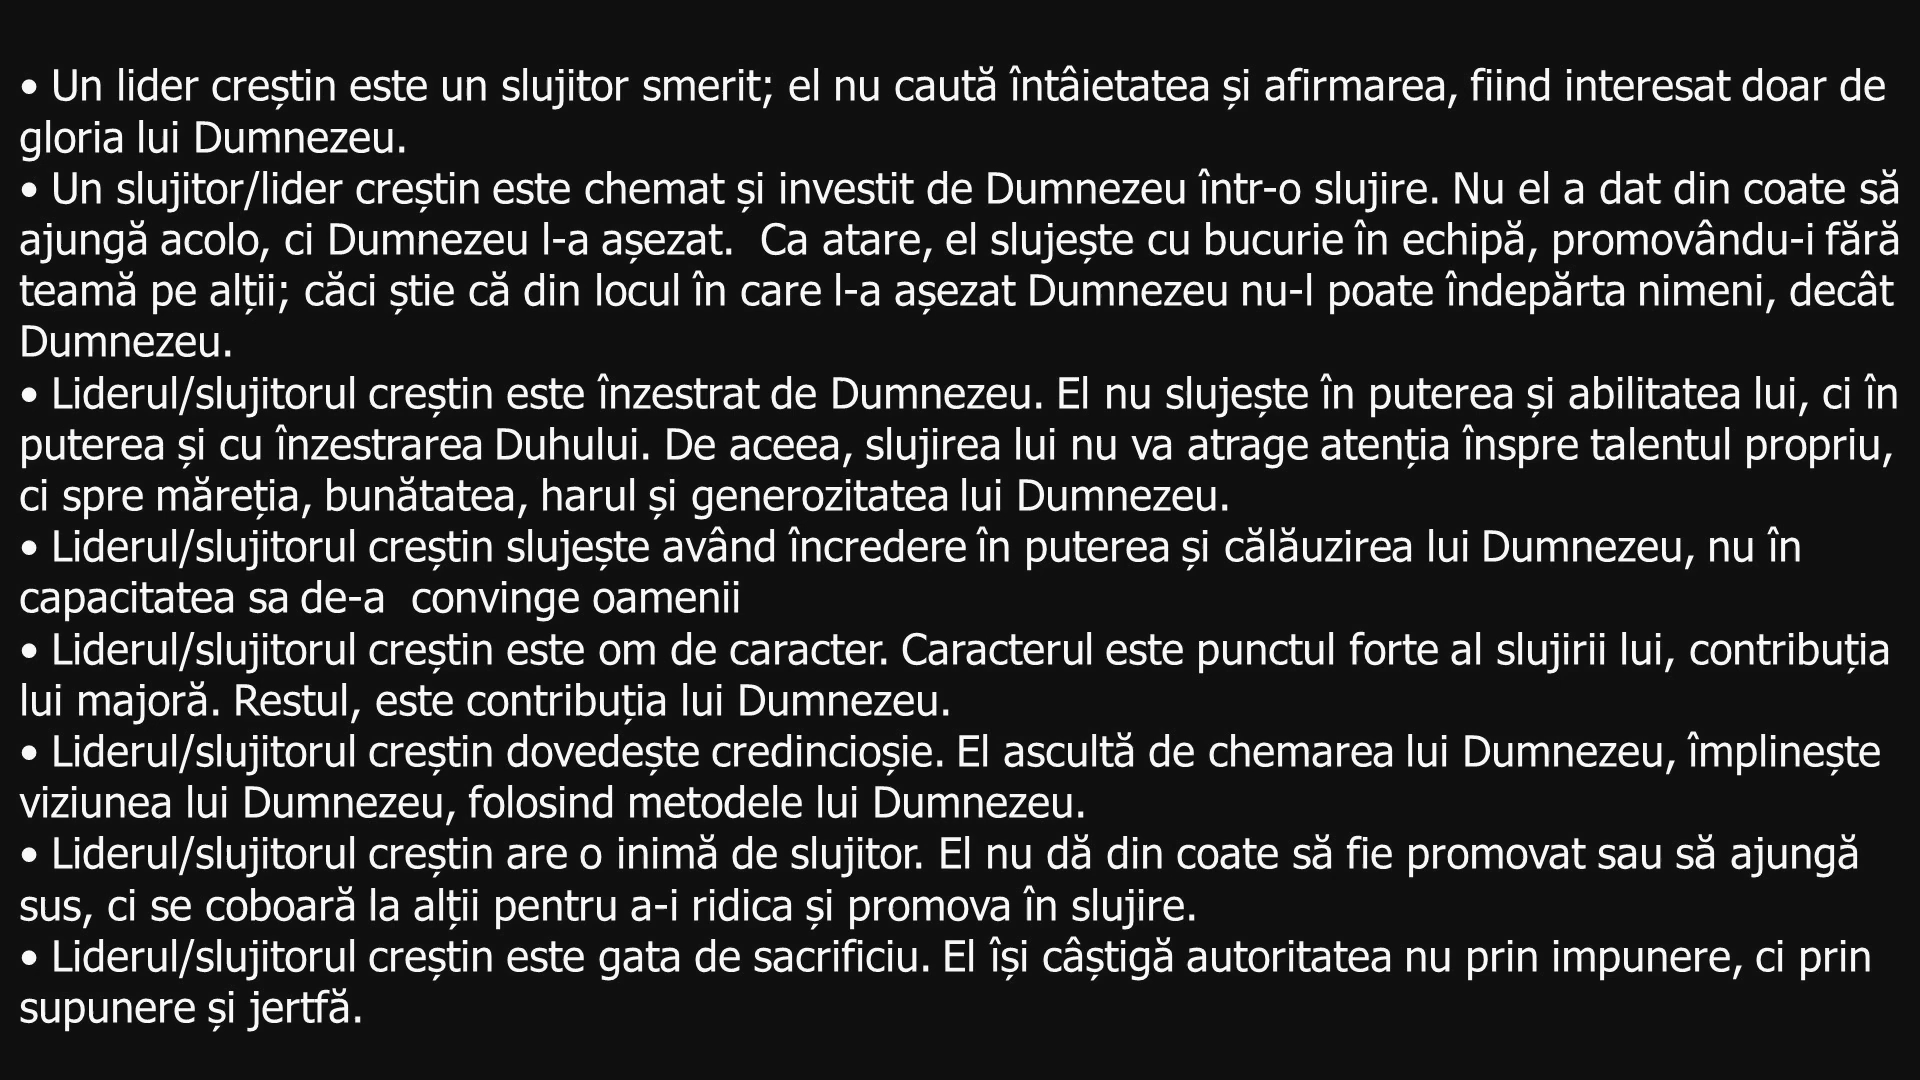 • Un lider creștin este un slujitor smerit; el nu caută întâietatea și afirmarea, fiind interesat doar de
gloria lui Dumnezeu.
• Un slujitor/lider creștin este chemat și investit de Dumnezeu într-o slujire. Nu el a dat din coate să
ajungă acolo, ci Dumnezeu l-a așezat.  Ca atare, el slujește cu bucurie în echipă, promovându-i fără
teamă pe alții; căci știe că din locul în care l-a așezat Dumnezeu nu-l poate îndepărta nimeni, decât
Dumnezeu.
• Liderul/slujitorul creștin este înzestrat de Dumnezeu. El nu slujește în puterea și abilitatea lui, ci în
puterea și cu înzestrarea Duhului. De aceea, slujirea lui nu va atrage atenția înspre talentul propriu,
ci spre măreția, bunătatea, harul și generozitatea lui Dumnezeu.
• Liderul/slujitorul creștin slujește având încredere în puterea și călăuzirea lui Dumnezeu, nu în
capacitatea sa de-a  convinge oamenii
• Liderul/slujitorul creștin este om de caracter. Caracterul este punctul forte al slujirii lui, contribuția
lui majoră. Restul, este contribuția lui Dumnezeu.
• Liderul/slujitorul creștin dovedește credincioșie. El ascultă de chemarea lui Dumnezeu, împlinește
viziunea lui Dumnezeu, folosind metodele lui Dumnezeu.
• Liderul/slujitorul creștin are o inimă de slujitor. El nu dă din coate să fie promovat sau să ajungă
sus, ci se coboară la alții pentru a-i ridica și promova în slujire.
• Liderul/slujitorul creștin este gata de sacrificiu. El își câștigă autoritatea nu prin impunere, ci prin
supunere și jertfă.